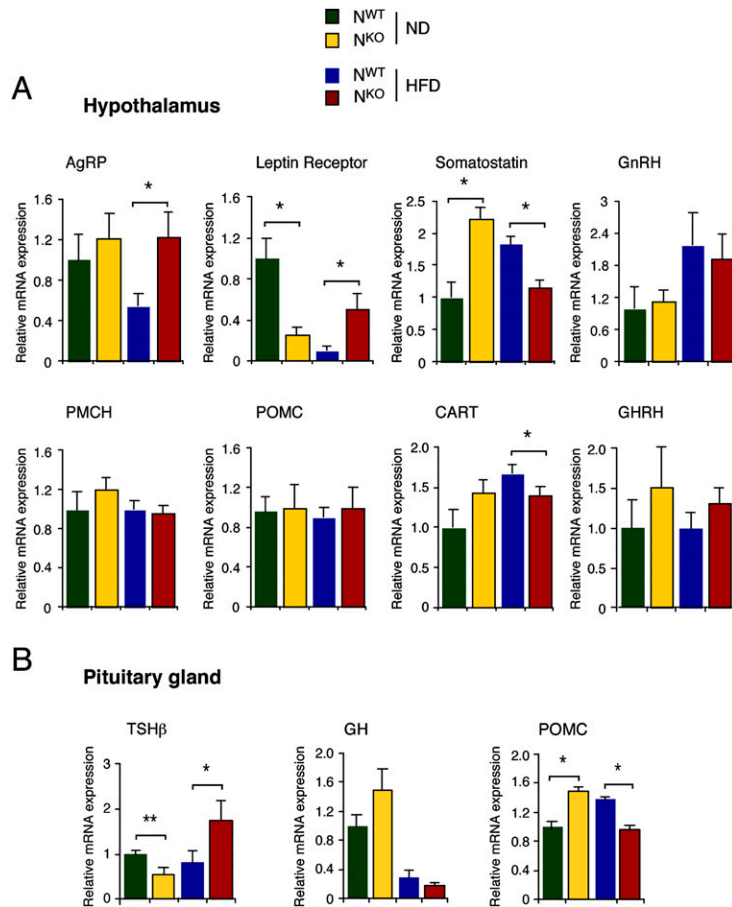 N^WT
N^KO
ND
N^WT
N^KO
HFD
A
Hypothalamus
AgRP
Leptin Receptor
Somatostatin
GnRH
Relative mRNA expression
1.6
1.2
0.8
0.4
0
*
Relative mRNA expression
1.6
1.2
0.8
0.4
0
*
*
Relative mRNA expression
2.5
2
1.5
1
0.5
0
*
*
Relative mRNA expression
3
2.4
1.8
1.2
0.6
0
PMCH
POMC
CART
GHRH
Relative mRNA expression
1.6
1.2
0.8
0.4
0
Relative mRNA expression
1.6
1.2
0.8
0.4
0
Relative mRNA expression
2.0
1.5
1.0
0.5
0
*
Relative mRNA expression
2.0
1.5
1.0
0.5
0
B
Pituitary gland
TSHβ
GH
POMC
Relative mRNA expression
3
2
1
0
**
*
Relative mRNA expression
2.0
1.6
1.2
0.8
0.4
0
Relative mRNA expression
2.0
1.6
1.2
0.8
0.4
0
*
*